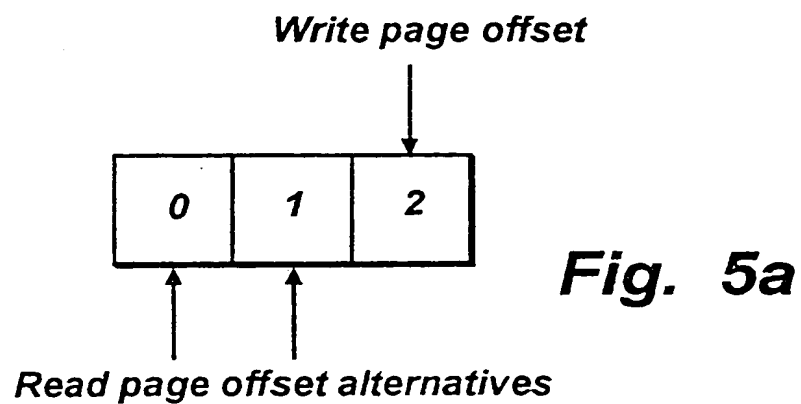 Write page offset
0 1 2
Fig. 5a
Read page offset alternatives